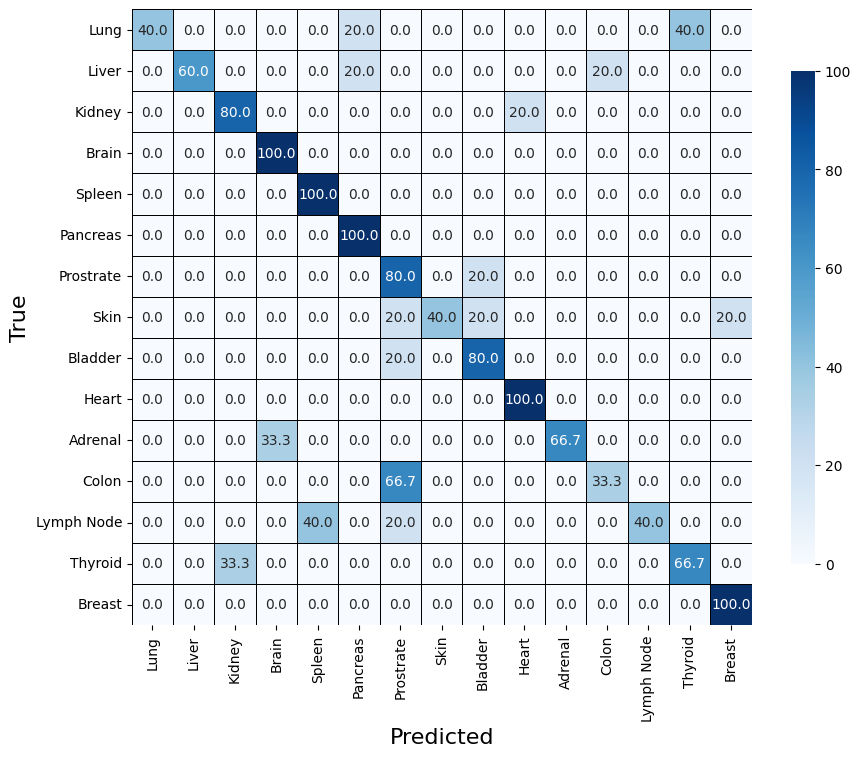 Lung 40.0 0.0 0.0 0.0 0.0 20.0 0.0 0.0 0.0 0.0 0.0 0.0 0.0 40.0 0.0
Liver 0.0 60.0 0.0 0.0 0.0 20.0 0.0 0.0 0.0 0.0 0.0 20.0 0.0 0.0 0.0
Kidney 0.0 0.0 80.0 0.0 0.0 0.0 0.0 0.0 0.0 20.0 0.0 0.0 0.0 0.0 0.0
Brain 0.0 0.0 0.0 100.0 0.0 0.0 0.0 0.0 0.0 0.0 0.0 0.0 0.0 0.0 0.0
Spleen 0.0 0.0 0.0 0.0 100.0 0.0 0.0 0.0 0.0 0.0 0.0 0.0 0.0 0.0 0.0
Pancreas 0.0 0.0 0.0 0.0 0.0 100.0 0.0 0.0 0.0 0.0 0.0 0.0 0.0 0.0 0.0
Prostrate 0.0 0.0 0.0 0.0 0.0 0.0 80.0 0.0 20.0 0.0 0.0 0.0 0.0 0.0 0.0
Skin 0.0 0.0 0.0 0.0 0.0 0.0 20.0 40.0 20.0 0.0 0.0 0.0 0.0 0.0 20.0
Bladder 0.0 0.0 0.0 0.0 0.0 0.0 20.0 0.0 80.0 0.0 0.0 0.0 0.0 0.0 0.0
Heart 0.0 0.0 0.0 0.0 0.0 0.0 0.0 0.0 0.0 100.0 0.0 0.0 0.0 0.0 0.0
Adrenal 0.0 0.0 0.0 33.3 0.0 0.0 0.0 0.0 0.0 0.0 66.7 0.0 0.0 0.0 0.0
Colon 0.0 0.0 0.0 0.0 0.0 0.0 66.7 0.0 0.0 0.0 0.0 33.3 0.0 0.0 0.0
Lymph Node 0.0 0.0 0.0 0.0 40.0 0.0 20.0 0.0 0.0 0.0 0.0 0.0 40.0 0.0 0.0
Thyroid 0.0 0.0 33.3 0.0 0.0 0.0 0.0 0.0 0.0 0.0 0.0 0.0 0.0 66.7 0.0
Breast 0.0 0.0 0.0 0.0 0.0 0.0 0.0 0.0 0.0 0.0 0.0 0.0 0.0 0.0 100.0
Lung Liver Kidney Brain Spleen Pancreas Prostrate Skin Bladder Heart Adrenal Colon Lymph Node Thyroid Breast
Predicted
True
100
80
60
40
20
0